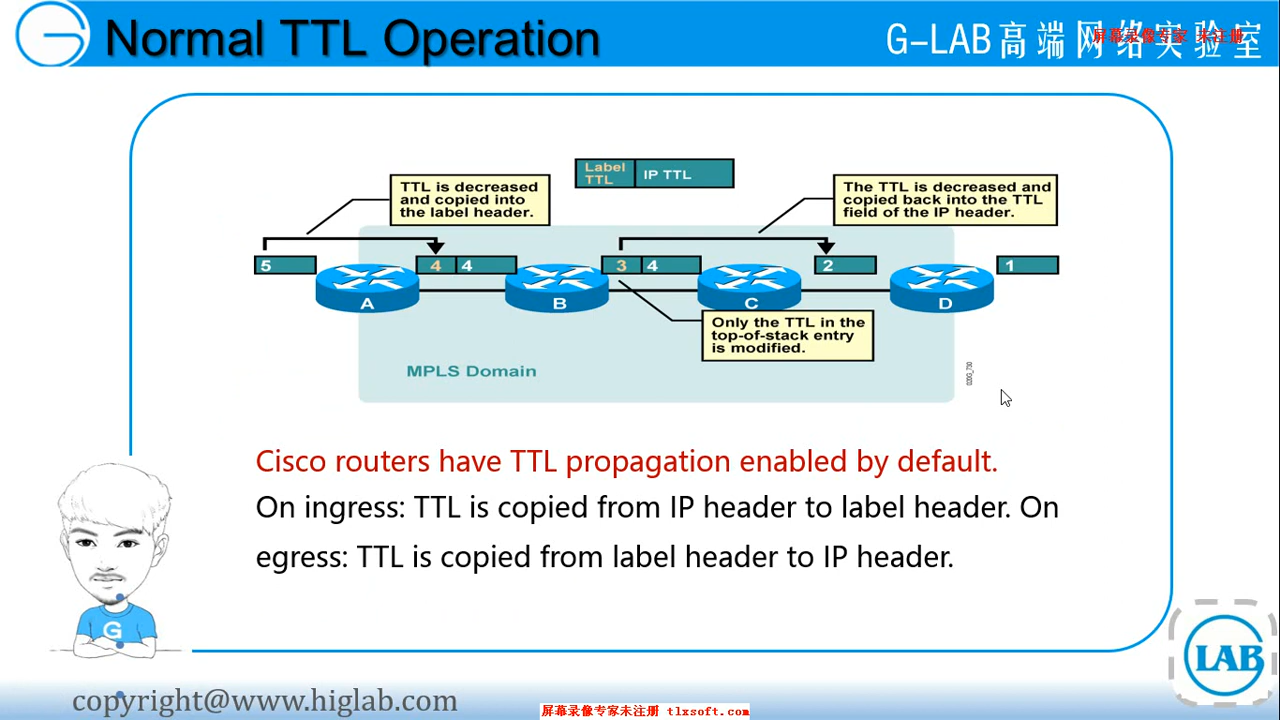 Normal TTL Operation
G-LAB高端网络实验室
屏幕录像专家 未注册
Label
TTL
IP TTL
TTL is decreased
and copied into
the label header.
The TTL is decreased and
copied back into the TTL
field of the IP header.
5
4 4
3 4
2
1
A
B
C
D
Only the TTL in the
top-of-stack entry
is modified.
MPLS Domain
020G_730
Cisco routers have TTL propagation enabled by default.
On ingress: TTL is copied from IP header to label header. On
egress: TTL is copied from label header to IP header.
G
LAB
copyright@www.higlab.com
屏幕录像专家未注册 tlxsoft.com